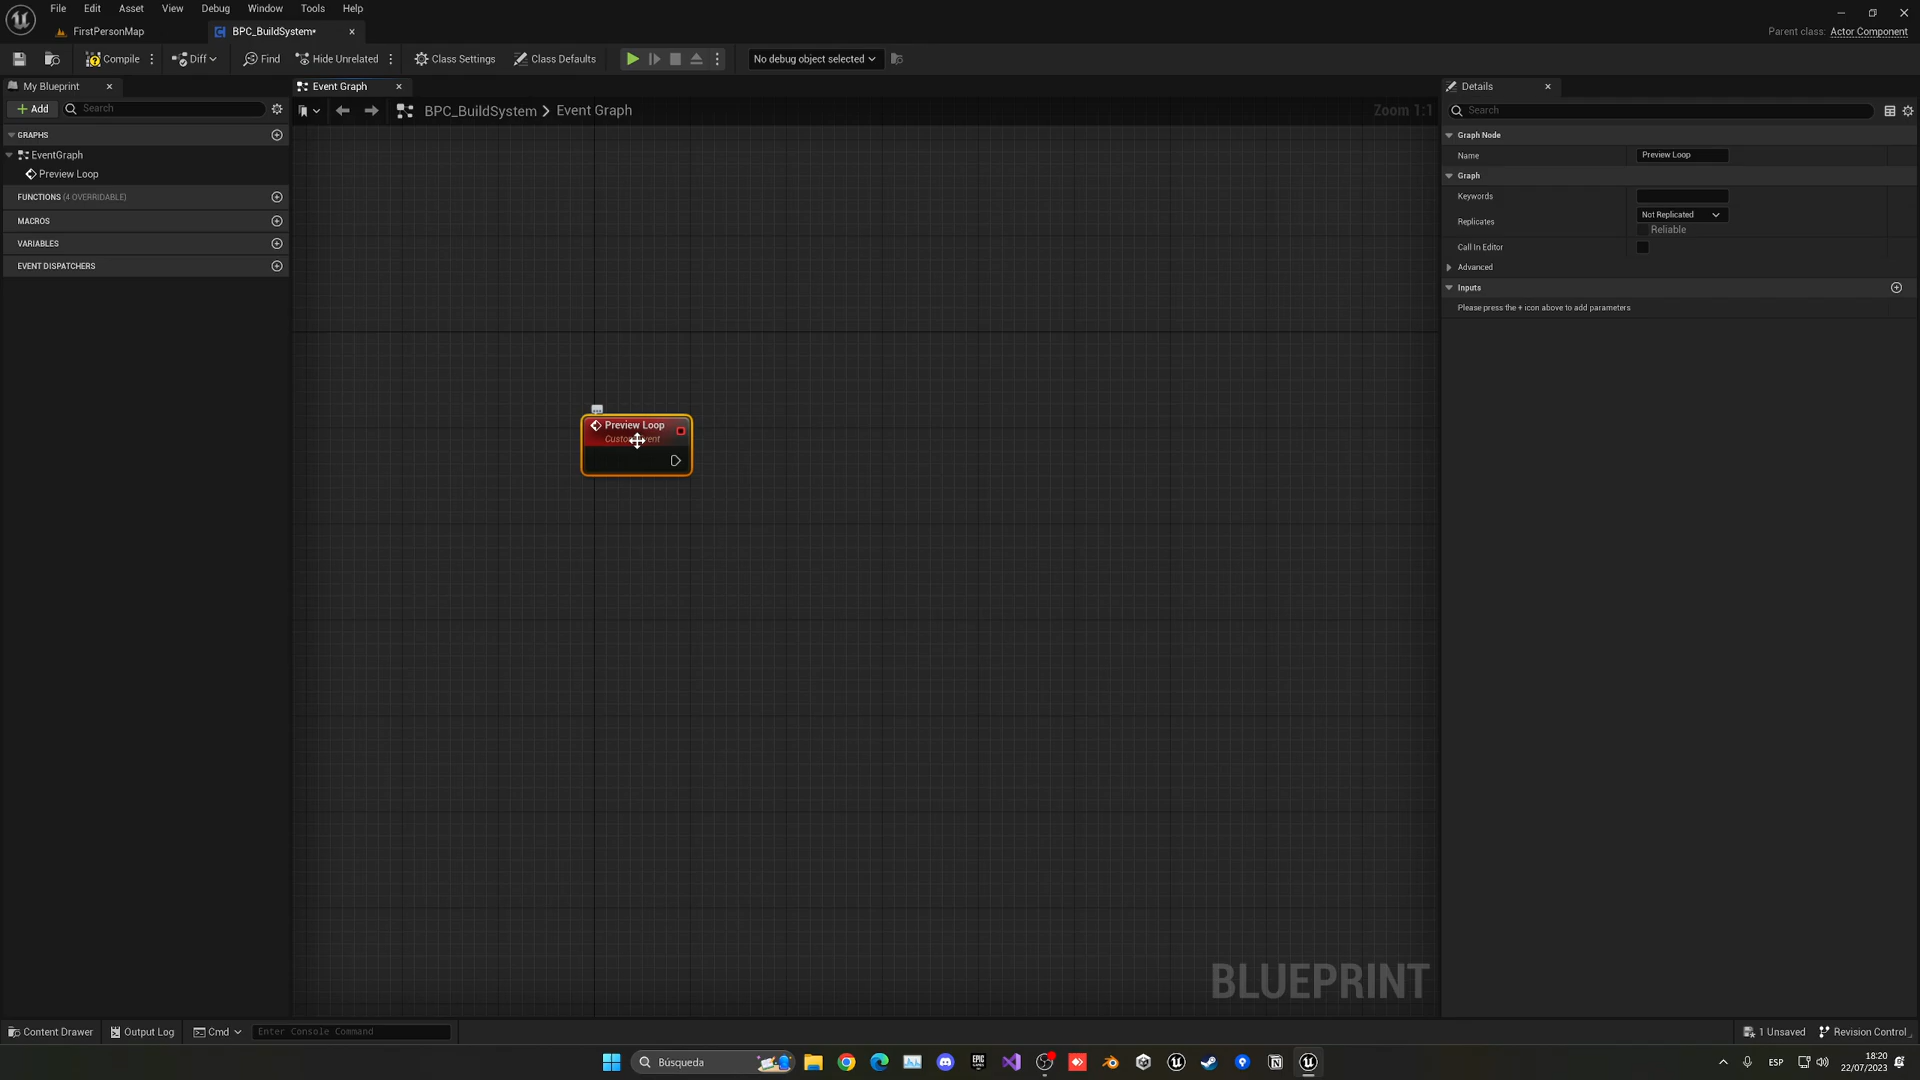 File Edit Asset View Debug Window Tools Help
FirstPersonMap
BPC_BuildSystem*
Parent class: Actor Component
Compile
Diff
Find
Hide Unrelated
Class Settings
Class Defaults
No debug object selected
My Blueprint
Event Graph
Details
Add
Search
BPC_BuildSystem > Event Graph
Zoom 1:1
Search
GRAPHS
EventGraph
Preview Loop
FUNCTIONS (4 OVERRIDABLE)
MACROS
VARIABLES
EVENT DISPATCHERS
Preview Loop
Custom Event
Graph Node
Name
Preview Loop
Graph
Keywords
Replicates
Not Replicated
Reliable
Call In Editor
Advanced
Inputs
Please press the + icon above to add parameters
BLUEPRINT
Content Drawer
Output Log
Cmd
Enter Console Command
1 Unsaved
Revision Control
Búsqueda
EPIC GAMES
ESP
18:20
22/07/2023